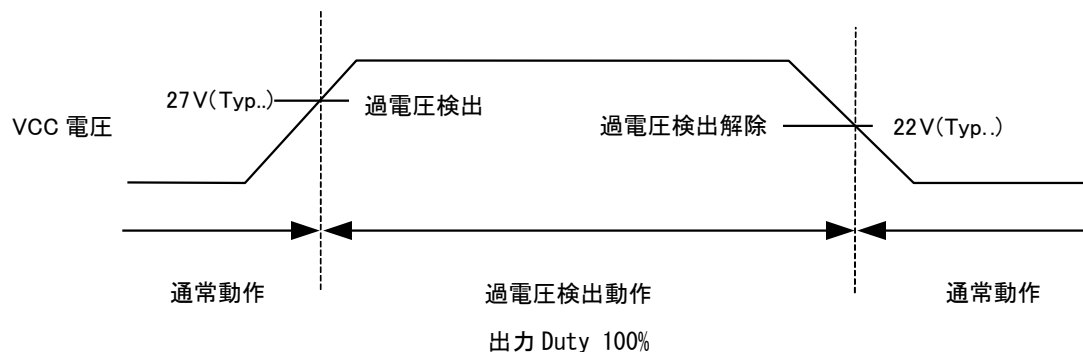 27V(Typ..)
過電圧検出
VCC 電圧
過電圧検出解除
22V(Typ..)
通常動作
過電圧検出動作
通常動作
出力 Duty 100%